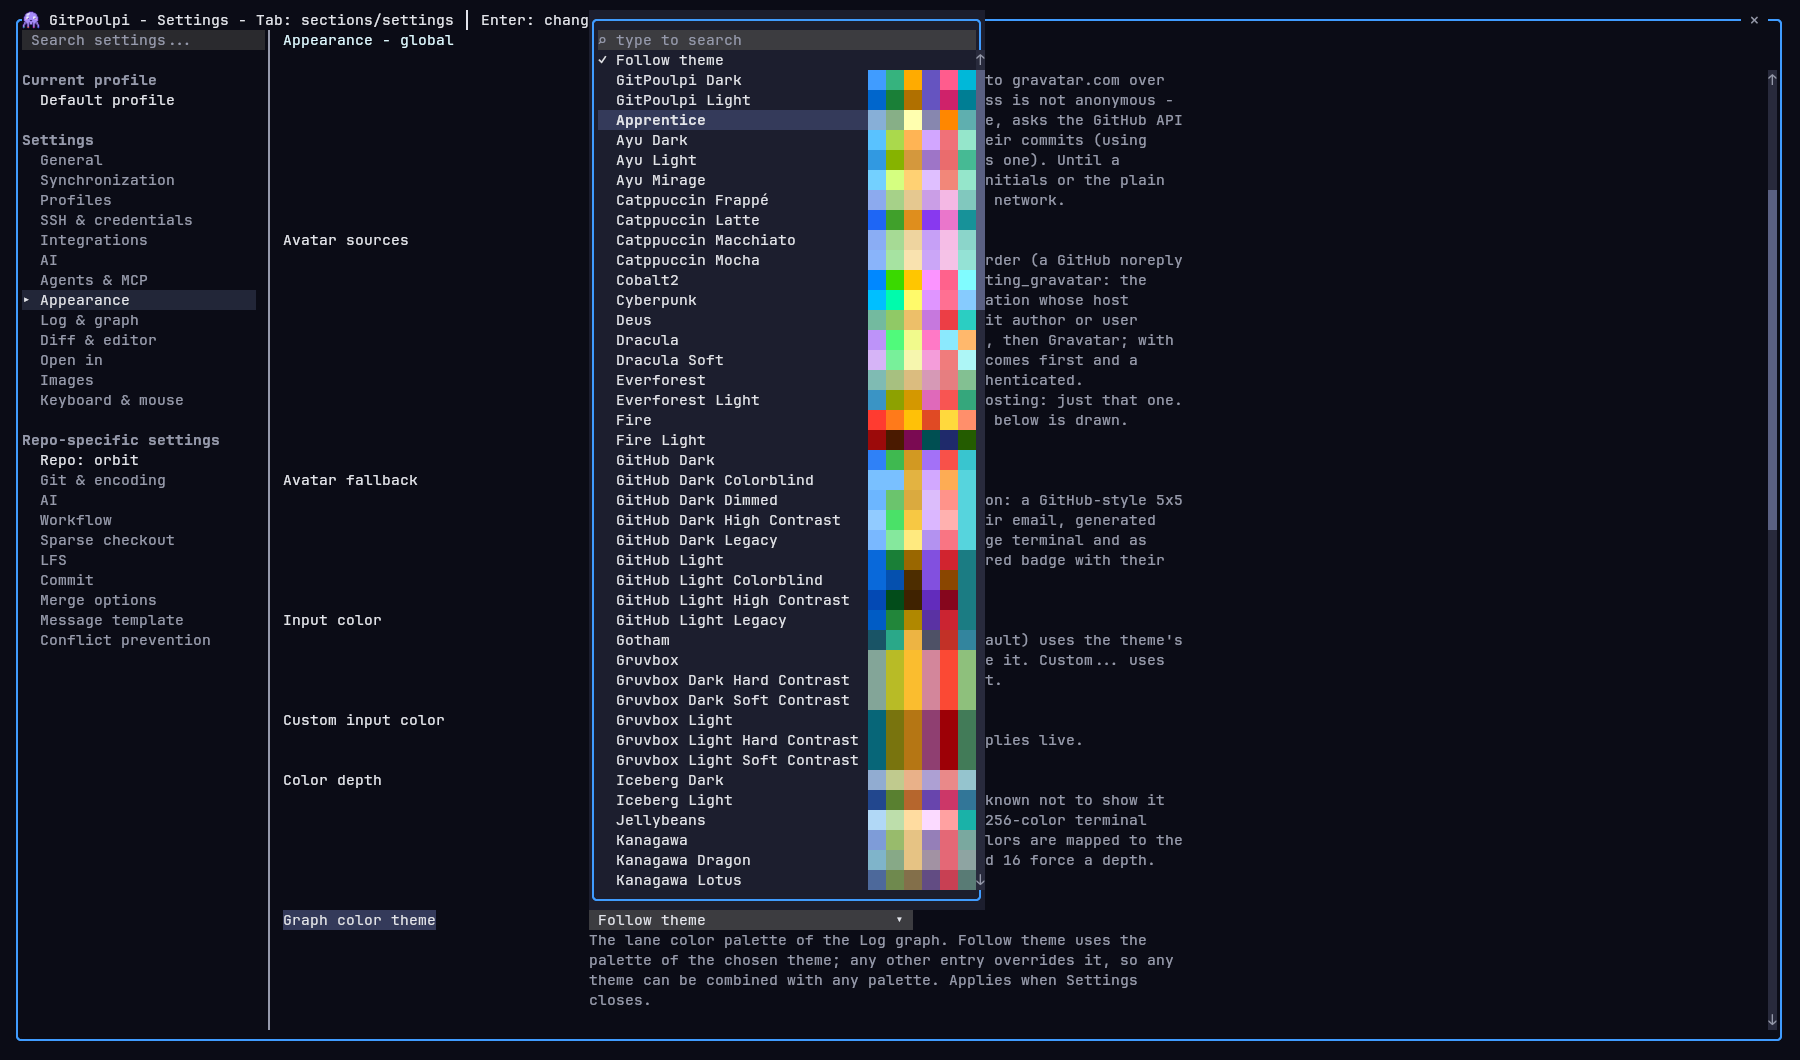 GitPoulpi - Settings - Tab: sections/settings │ Enter: chang ×
Search settings...
Appearance - global
⌕ type to search
✓ Follow theme ↑
Current profile
GitPoulpi Dark
to gravatar.com over ↑
Default profile
GitPoulpi Light
ss is not anonymous -
Apprentice
e, asks the GitHub API
Settings
Ayu Dark
eir commits (using
General
Ayu Light
s one). Until a
Synchronization
Ayu Mirage
nitials or the plain
Profiles
Catppuccin Frappé
network.
SSH & credentials
Catppuccin Latte
Integrations
Avatar sources
Catppuccin Macchiato
AI
Catppuccin Mocha
rder (a GitHub noreply
Agents & MCP
Cobalt2
ting_gravatar: the
▸ Appearance
Cyberpunk
ation whose host
Log & graph
Deus
it author or user
Diff & editor
Dracula
, then Gravatar; with
Open in
Dracula Soft
comes first and a
Images
Everforest
henticated.
Keyboard & mouse
Everforest Light
osting: just that one.
Fire
below is drawn.
Repo-specific settings
Fire Light
Repo: orbit
GitHub Dark
Git & encoding
Avatar fallback
GitHub Dark Colorblind
AI
GitHub Dark Dimmed
on: a GitHub-style 5x5
Workflow
GitHub Dark High Contrast
ir email, generated
Sparse checkout
GitHub Dark Legacy
ge terminal and as
LFS
GitHub Light
red badge with their
Commit
GitHub Light Colorblind
Merge options
GitHub Light High Contrast
Message template
Input color
GitHub Light Legacy
Conflict prevention
Gotham
ault) uses the theme's
Gruvbox
e it. Custom... uses
Gruvbox Dark Hard Contrast
t.
Gruvbox Dark Soft Contrast
Custom input color
Gruvbox Light
Gruvbox Light Hard Contrast
plies live.
Gruvbox Light Soft Contrast
Color depth
Iceberg Dark
Iceberg Light
known not to show it
Jellybeans
256-color terminal
Kanagawa
lors are mapped to the
Kanagawa Dragon
d 16 force a depth.
Kanagawa Lotus ↓
Graph color theme
Follow theme ▾
The lane color palette of the Log graph. Follow theme uses the
palette of the chosen theme; any other entry overrides it, so any
theme can be combined with any palette. Applies when Settings
closes.
↓